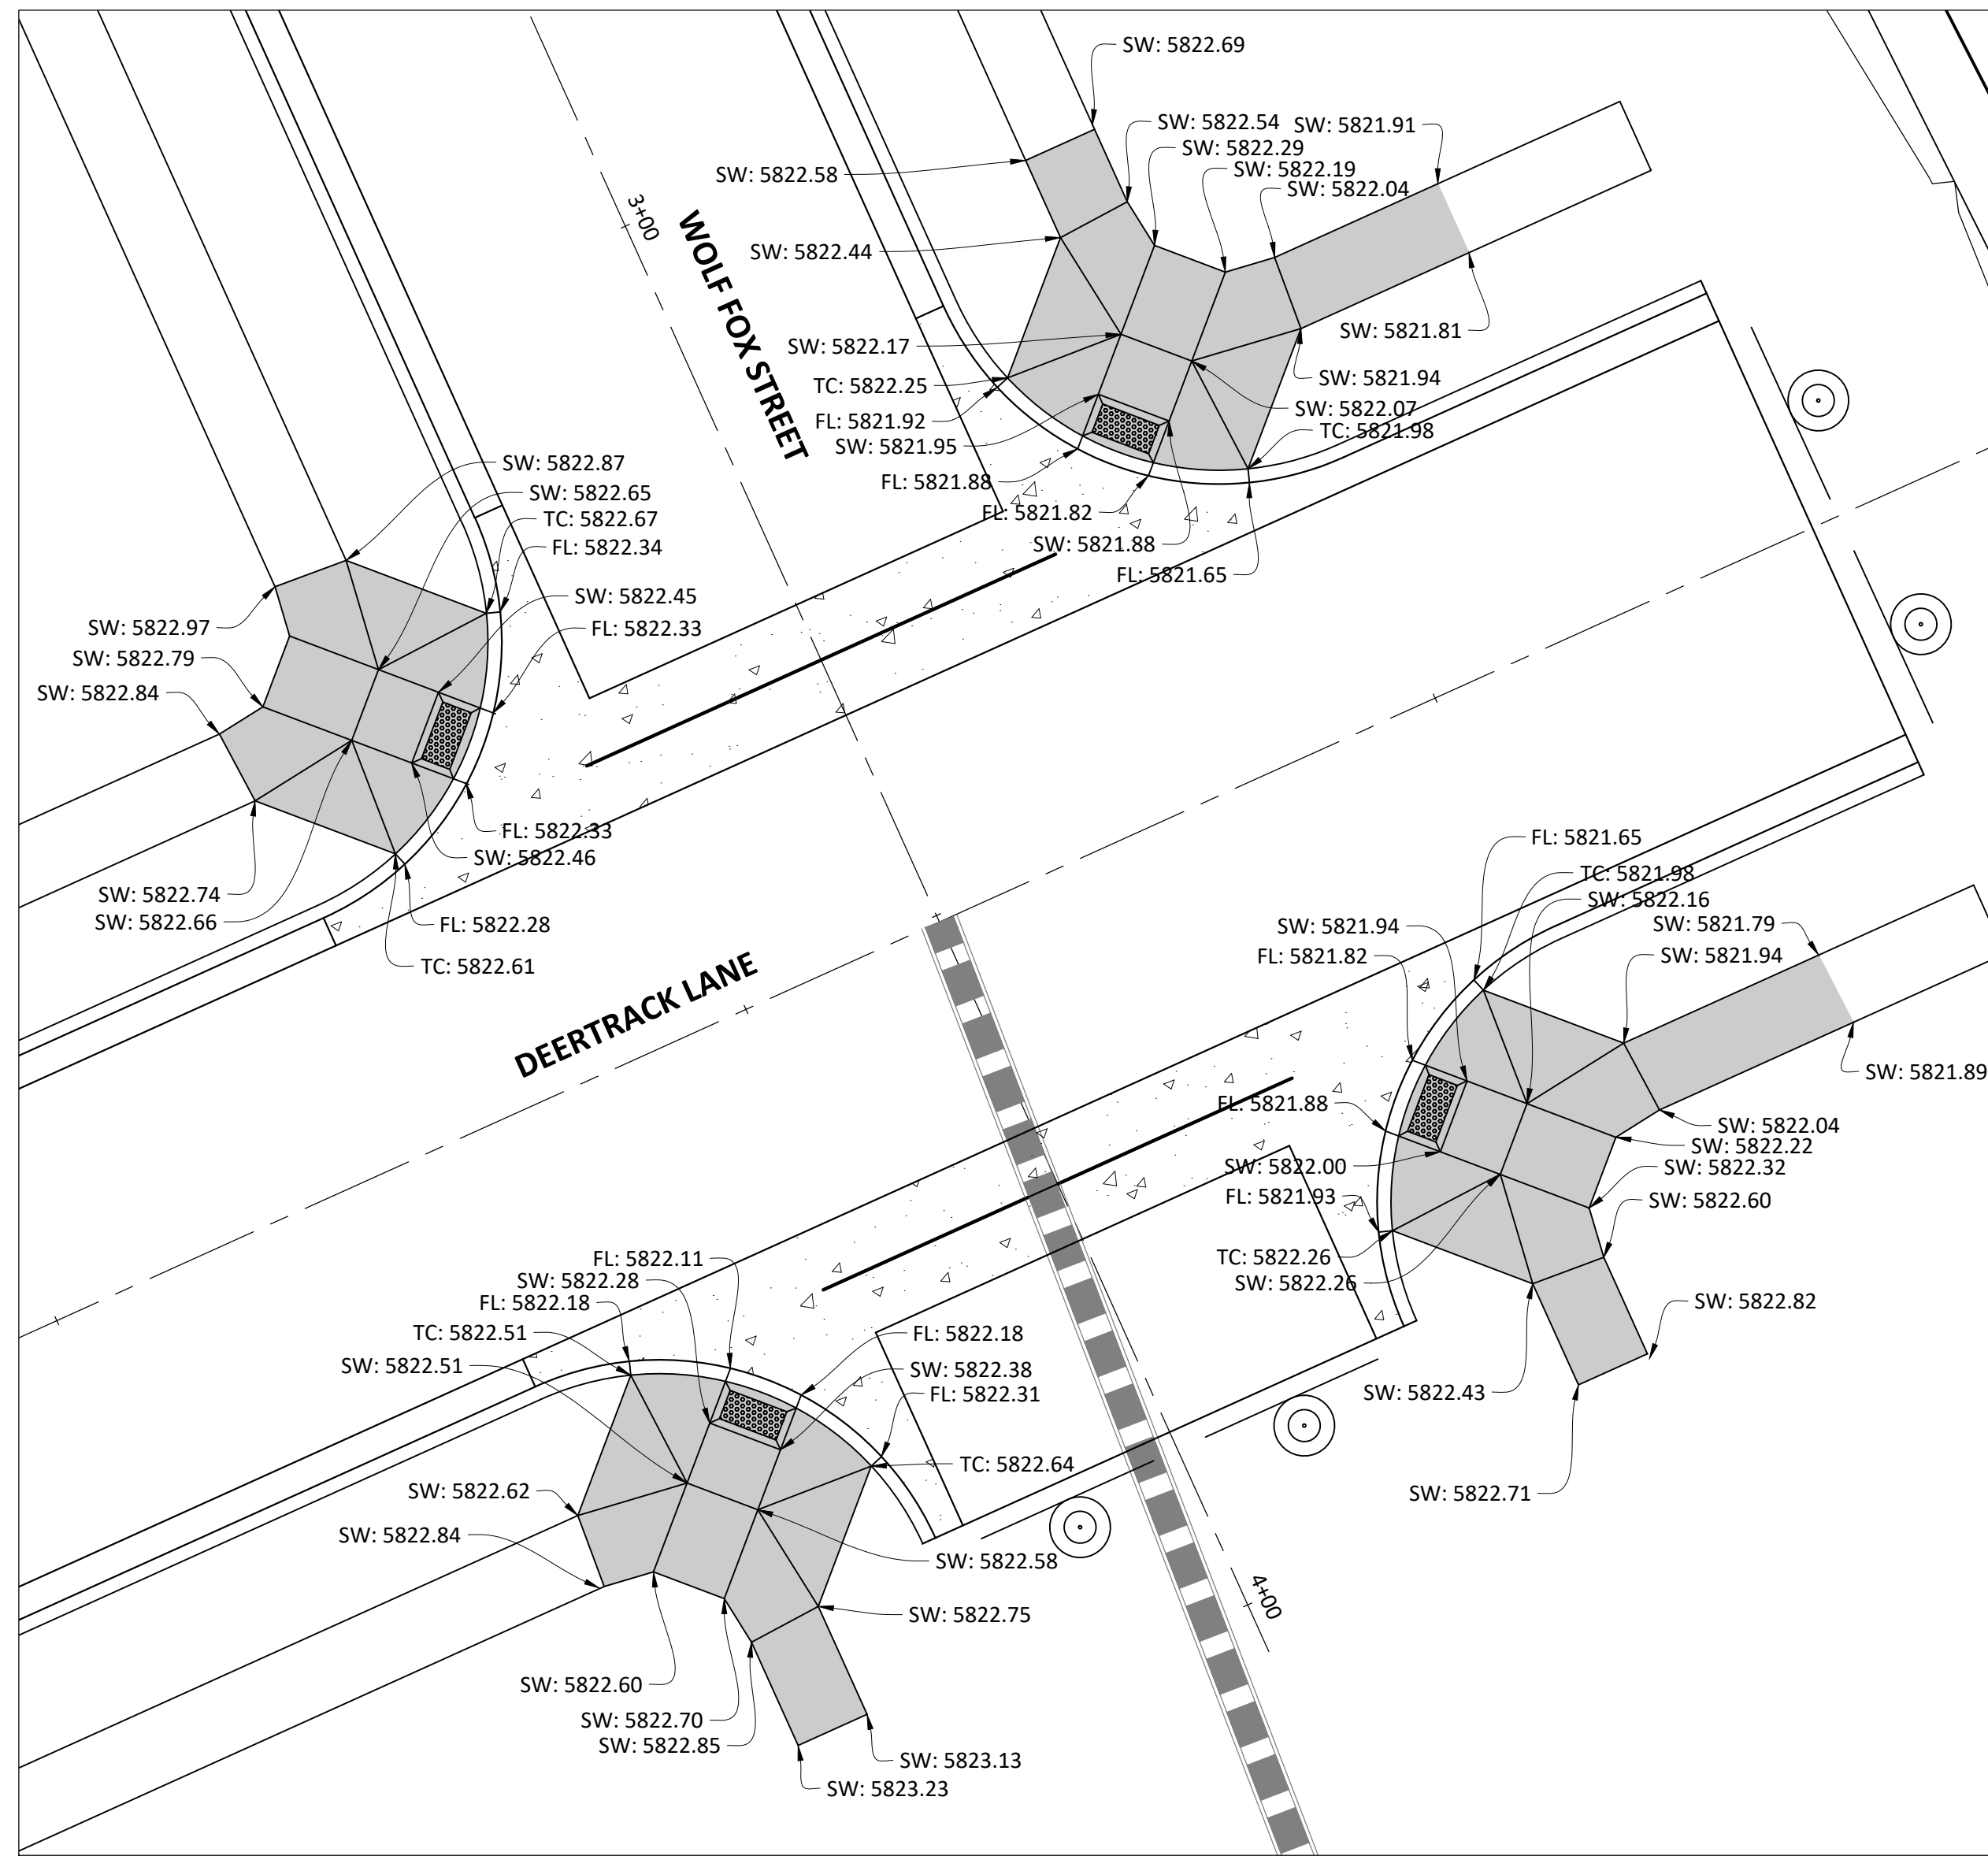 SW: 5822.69
SW: 5822.54
SW: 5821.91
SW: 5822.29
SW: 5822.19
SW: 5822.58
SW: 5822.04
3+00
WOLF FOX STREET
SW: 5822.44
SW: 5821.81
SW: 5822.17
SW: 5821.94
TC: 5822.25
SW: 5822.07
FL: 5821.92
TC: 5821.98
SW: 5821.95
SW: 5822.87
FL: 5821.88
SW: 5822.65
FL: 5821.82
TC: 5822.67
SW: 5821.88
FL: 5822.34
FL: 5821.65
SW: 5822.45
SW: 5822.97
FL: 5822.33
SW: 5822.79
SW: 5822.84
FL: 5822.33
FL: 5821.65
SW: 5822.46
TC: 5821.98
SW: 5822.74
SW: 5822.16
SW: 5822.66
FL: 5822.28
SW: 5821.94
SW: 5821.79
FL: 5821.82
SW: 5821.94
TC: 5822.61
DEERTRACK LANE
SW: 5821.89
FL: 5821.88
SW: 5822.04
SW: 5822.22
SW: 5822.00
SW: 5822.32
FL: 5821.93
SW: 5822.60
FL: 5822.11
TC: 5822.26
SW: 5822.28
SW: 5822.26
FL: 5822.18
SW: 5822.82
TC: 5822.51
FL: 5822.18
SW: 5822.51
SW: 5822.38
FL: 5822.31
SW: 5822.43
TC: 5822.64
SW: 5822.62
SW: 5822.71
SW: 5822.84
SW: 5822.58
4+00
SW: 5822.75
SW: 5822.60
SW: 5822.70
SW: 5822.85
SW: 5823.13
SW: 5823.23